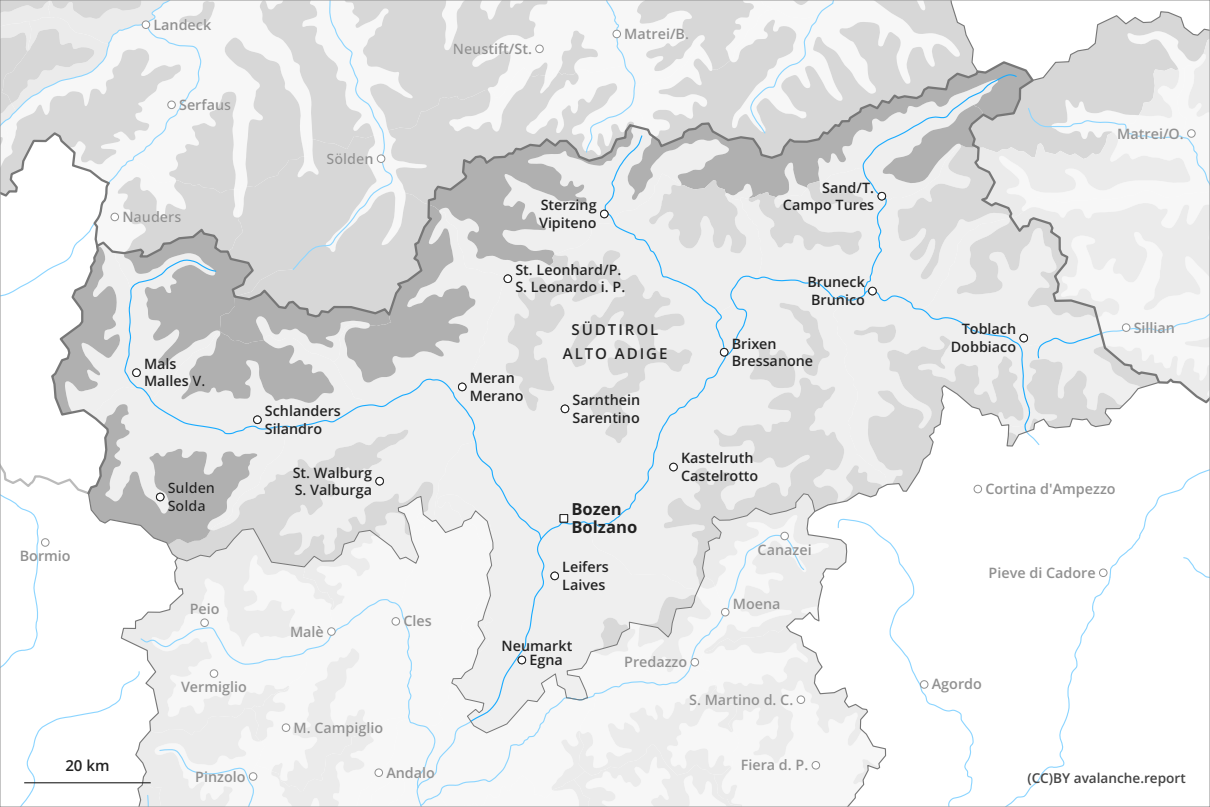 Landeck
Matrei/B.
Neustift/St.
Serfaus
Matrei/O.
Sölden
Sand/T.
Campo Tures
Sterzing
Vipiteno
Nauders
St. Leonhard/P.
S. Leonardo i. P.
Bruneck
Brunico
SÜDTIROL
ALTO ADIGE
Toblach
Dobbiaco
Sillian
Brixen
Bressanone
Mals
Malles V.
Meran
Merano
Schlanders
Silandro
Sarnthein
Sarentino
Kastelruth
Castelrotto
St. Walburg
S. Valburga
Sulden
Solda
Cortina d'Ampezzo
Bozen
Bolzano
Bormio
Canazei
Leifers
Laives
Pieve di Cadore
Peio
Moena
Cles
Malè
Neumarkt
Egna
Predazzo
Vermiglio
Agordo
S. Martino d. C.
M. Campiglio
Fiera d. P.
20 km
Pinzolo
Andalo
(CC)BY avalanche.report